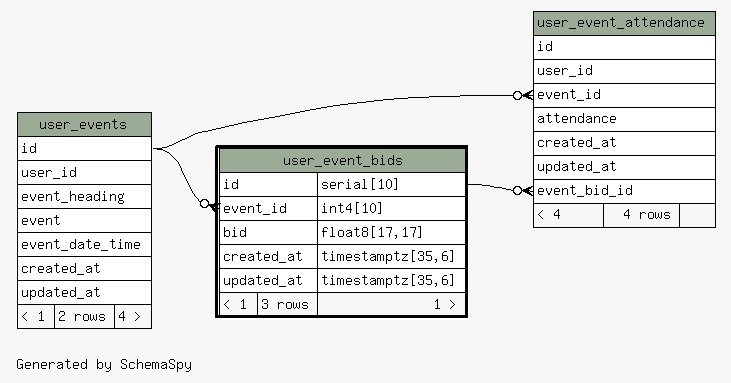 user_events
id
user_id
event_heading
event
event_date_time
created_at
updated_at
< 1 2 rows 4 >
user_event_bids
id serial[10]
event_id int4[10]
bid float8[17,17]
created_at timestamptz[35,6]
updated_at timestamptz[35,6]
< 1 3 rows 1 >
user_event_attendance
id
user_id
event_id
attendance
created_at
updated_at
event_bid_id
< 4 4 rows
Generated by SchemaSpy